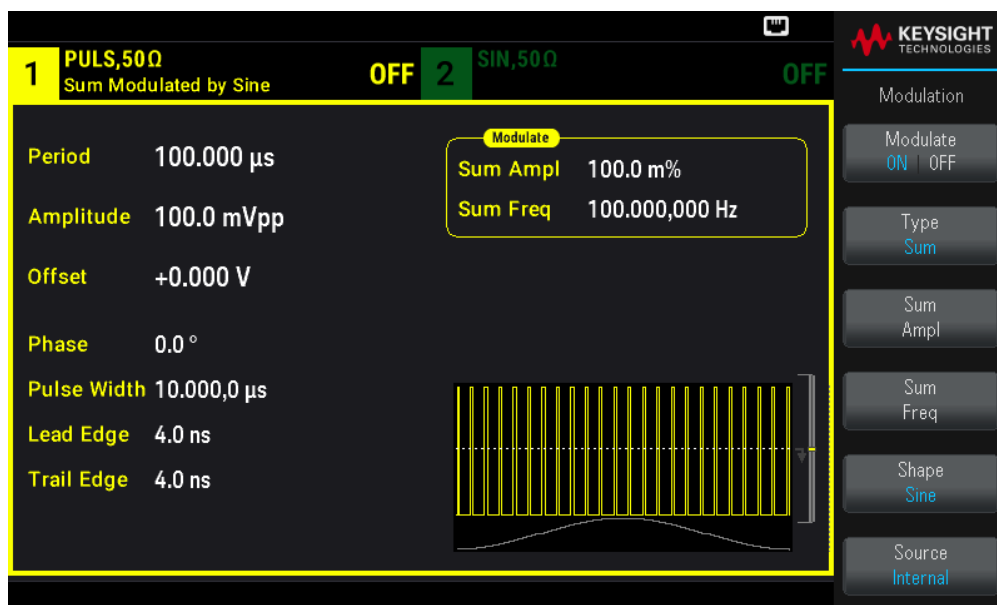 KEYSIGHT
TECHNOLOGIES
1
PULS,50Ω
Sum Modulated by Sine
OFF
2
SIN,50Ω
OFF
Modulation
Period 100.000 µs
Amplitude 100.0 mVpp
Offset +0.000 V
Phase 0.0 °
Pulse Width 10.000,0 µs
Lead Edge 4.0 ns
Trail Edge 4.0 ns
Modulate
Sum Ampl 100.0 m%
Sum Freq 100.000,000 Hz
Modulate
ON | OFF
Type
Sum
Sum
Ampl
Sum
Freq
Shape
Sine
Source
Internal